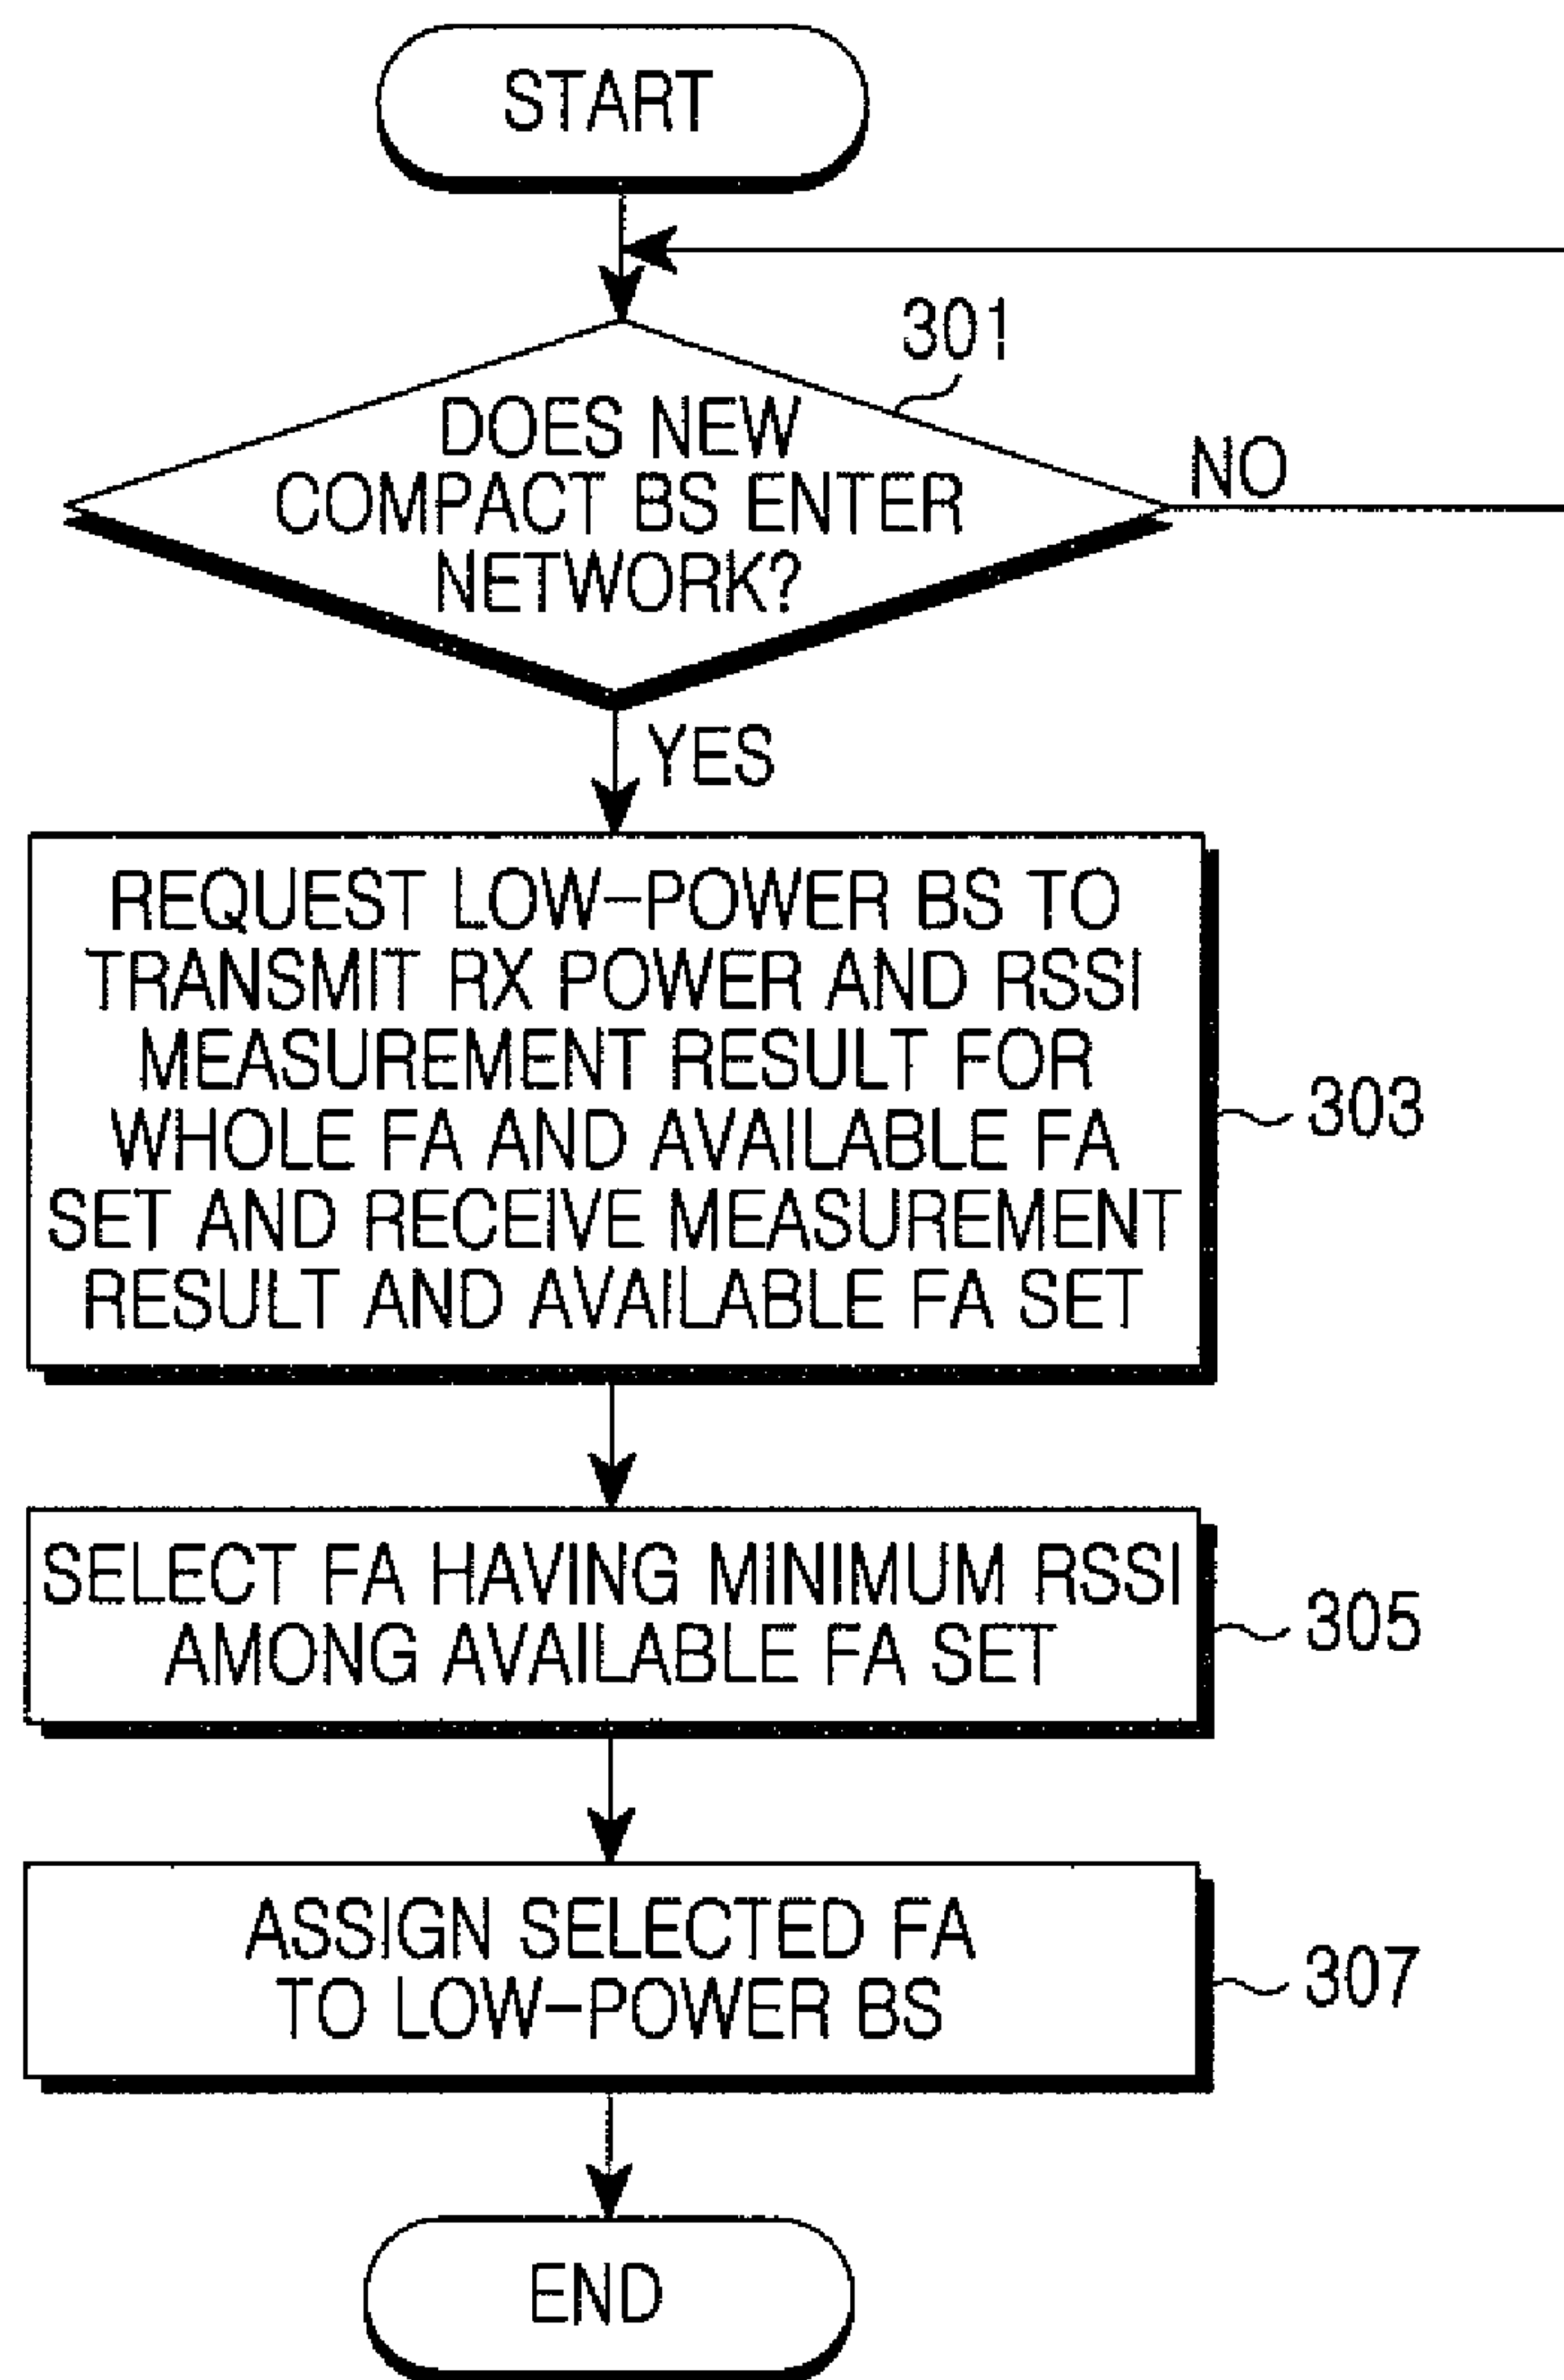 START
301
DOES NEW
COMPACT BS ENTER
NETWORK?
NO
YES
REQUEST LOW-POWER BS TO
TRANSMIT RX POWER AND RSSI
MEASUREMENT RESULT FOR
WHOLE FA AND AVAILABLE FA
SET AND RECEIVE MEASUREMENT
RESULT AND AVAILABLE FA SET
303
SELECT FA HAVING MINIMUM RSSI
AMONG AVAILABLE FA SET
305
ASSIGN SELECTED FA
TO LOW-POWER BS
307
END